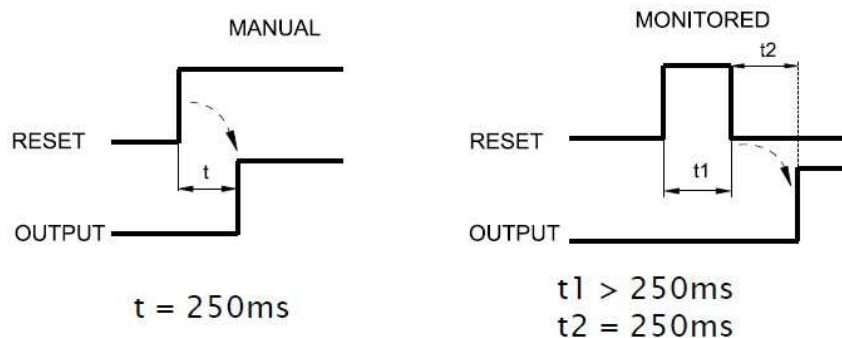 MANUAL
RESET
t
OUTPUT
t = 250ms
MONITORED
t2
RESET
t1
OUTPUT
t1 > 250ms
t2 = 250ms